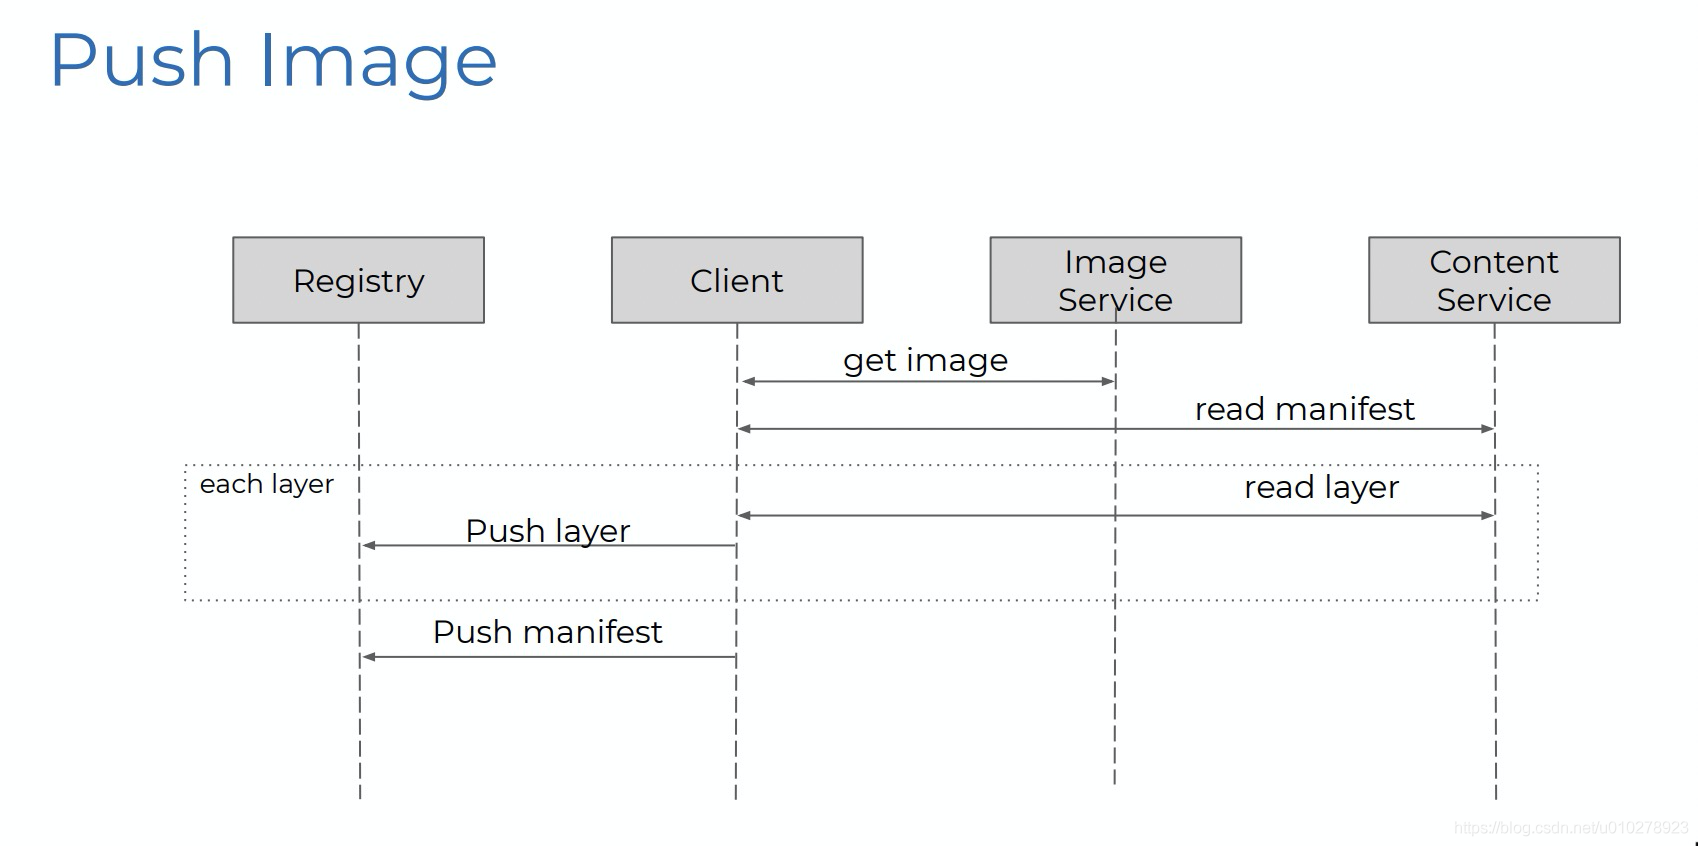 Push Image
Registry
Client
Image
Service
Content
Service
get image
read manifest
each layer
read layer
Push layer
Push manifest
https://blog.csdn.net/u010278923